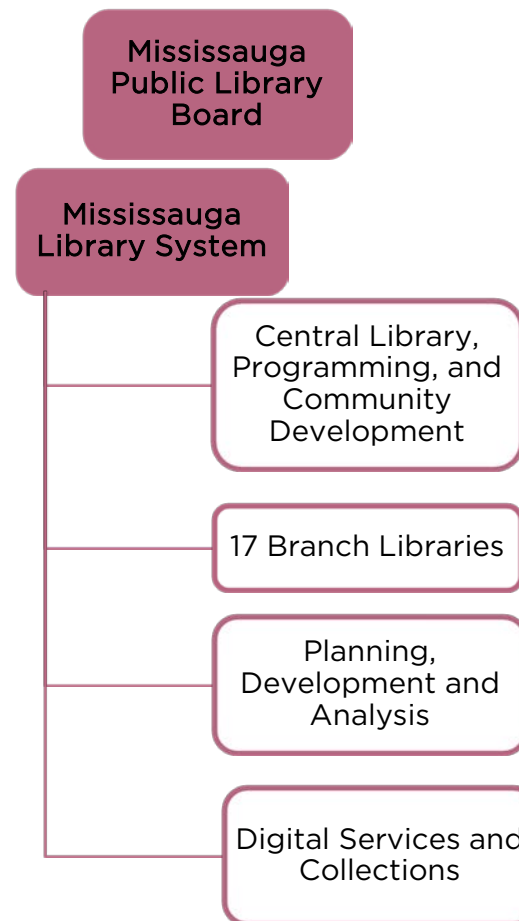 Mississauga
Public Library
Board
Mississauga
Library System
Central Library,
Programming, and
Community
Development
17 Branch Libraries
Planning,
Development and
Analysis
Digital Services and
Collections